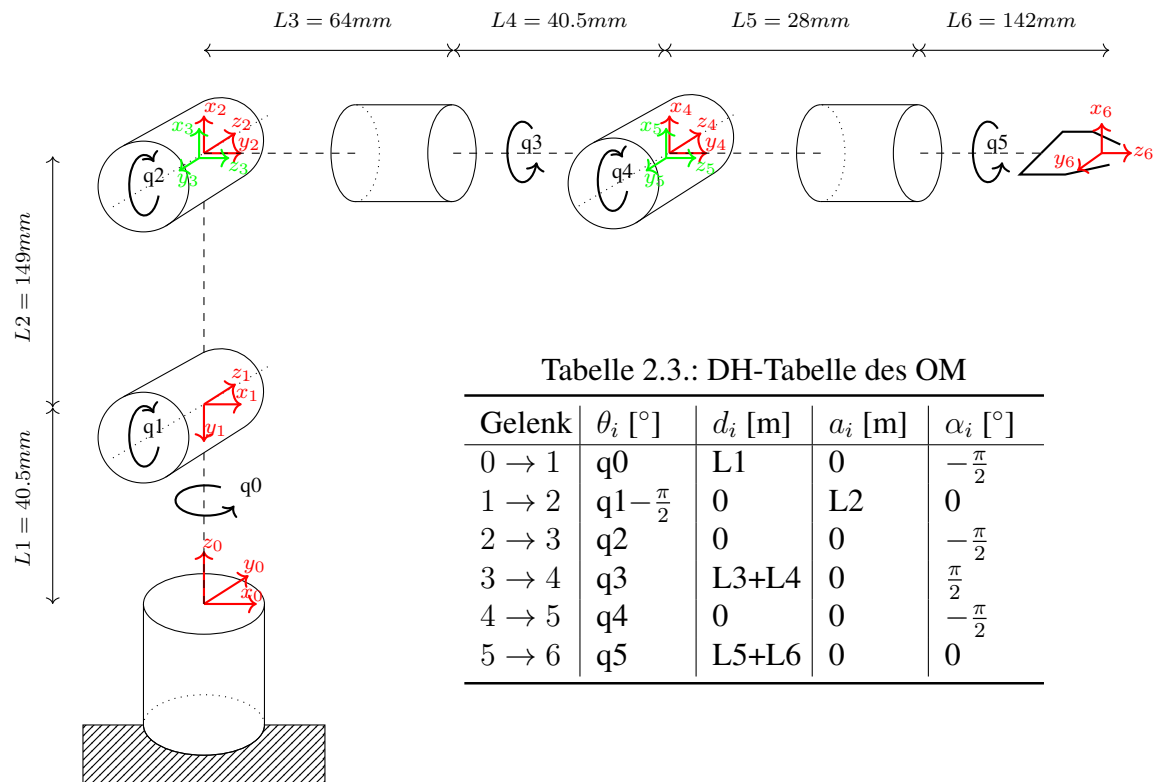 L3 = 64mm L4 = 40.5mm L5 = 28mm L6 = 142mm
x2 z2 y2 x3 z3 y3 q2
q3
x4 z4 y4 x5 z5 y5 q4
q5
x6 z6 y6
L2 = 149mm
z1 x1 y1 q1
L1 = 40.5mm
q0
z0 y0 x0
Tabelle 2.3.: DH-Tabelle des OM
Gelenk θi [°] di [m] ai [m] αi [°]
0 → 1 q0 L1 0 −π/2
1 → 2 q1−π/2 0 L2 0
2 → 3 q2 0 0 −π/2
3 → 4 q3 L3+L4 0 π/2
4 → 5 q4 0 0 −π/2
5 → 6 q5 L5+L6 0 0